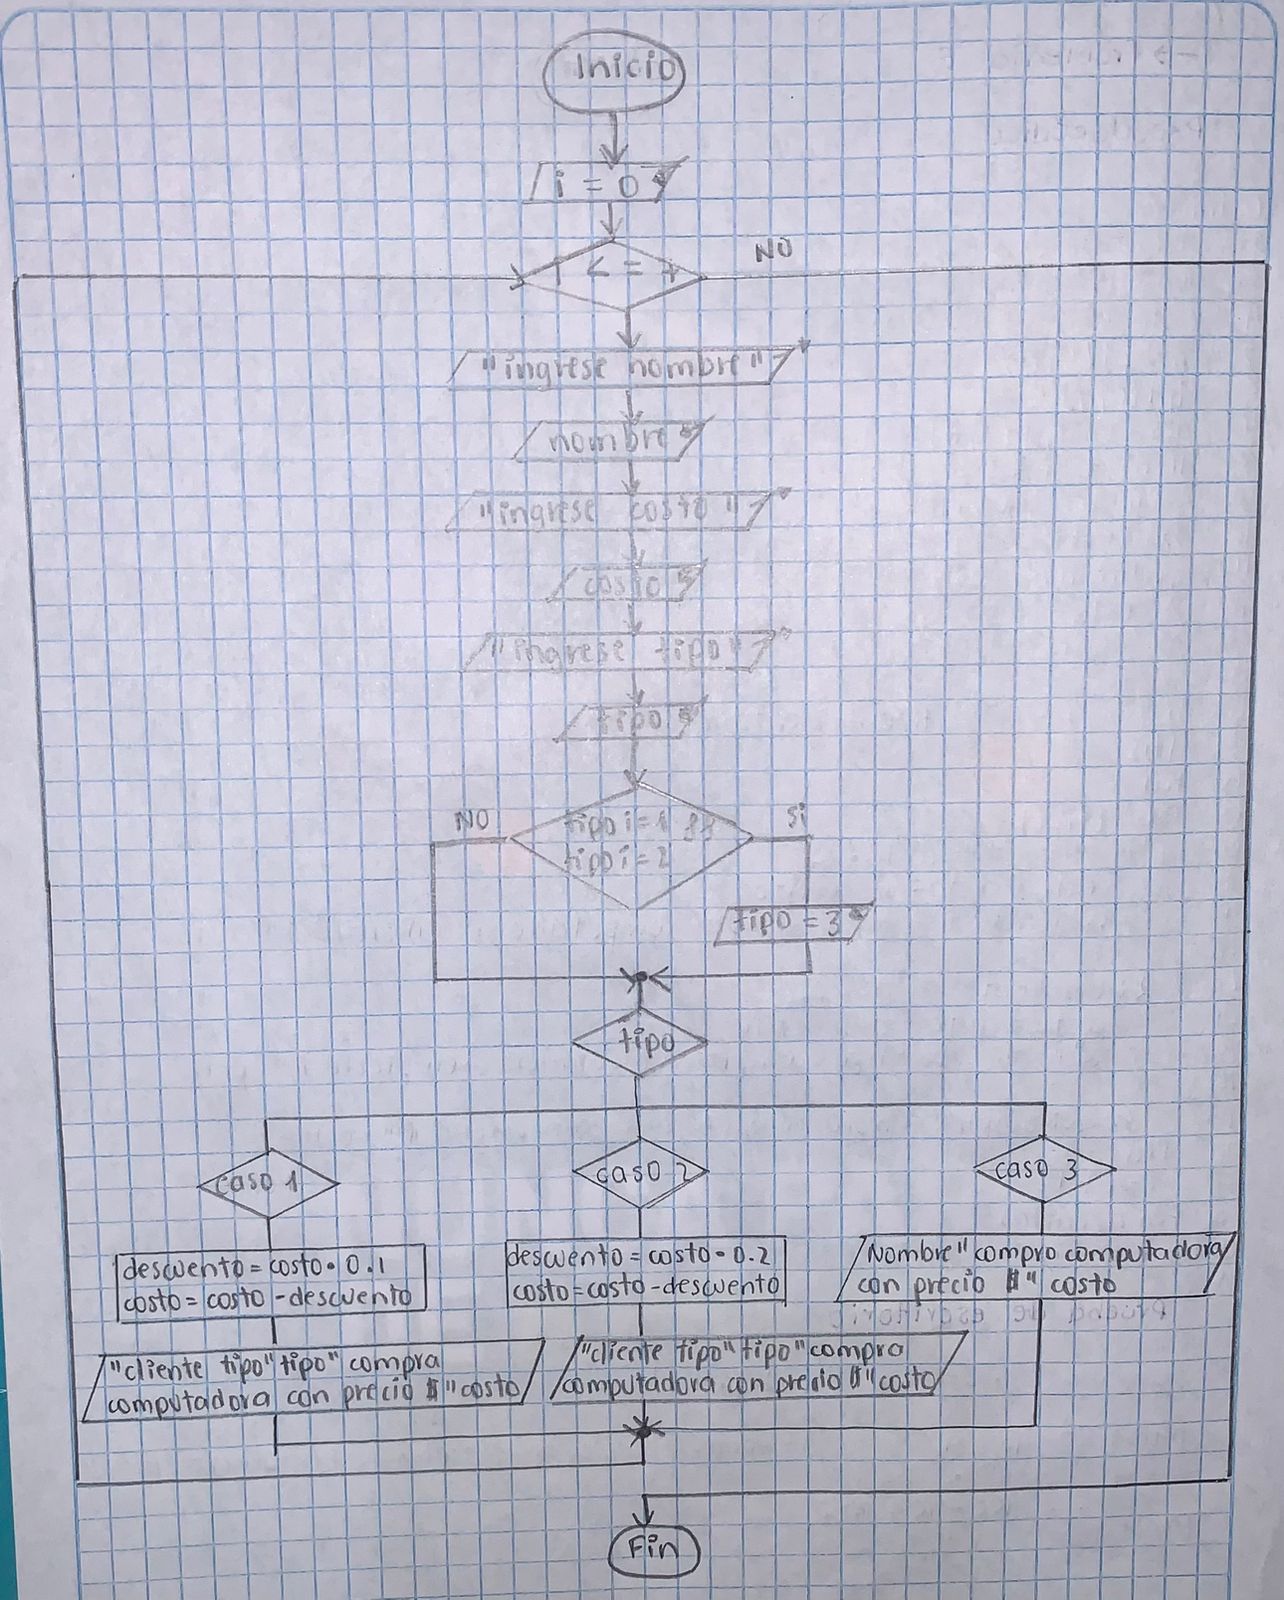 Inicio
i = 0
NO
i < = 7
"ingrese nombre"
nombre
"ingrese costo"
costo
"ingrese tipo"
tipo
NO
tipo i=1 &&
tipo i=2
Si
tipo = 3
tipo
caso 1
caso 2
caso 3
descuento = costo • 0.1
costo = costo - descuento
descuento = costo • 0.2
costo = costo - descuento
Nombre" compro computadora
con precio $" costo
"cliente tipo" tipo" compra
computadora con precio $" costo
"cliente tipo" tipo" compra
computadora con precio $" costo
Fin